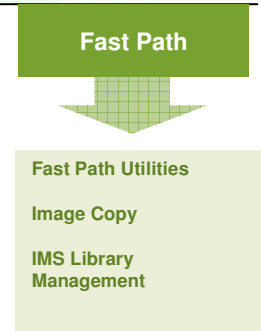 Fast Path
Fast Path Utilities
Image Copy
IMS Library
Management